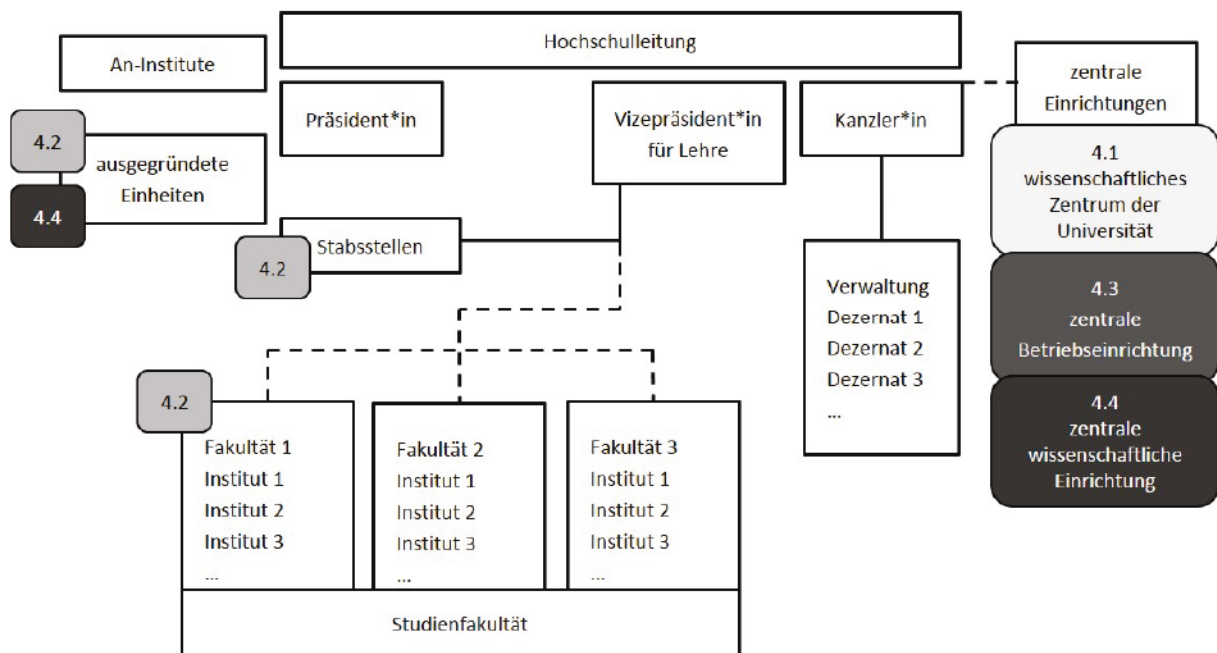 Hochschulleitung
An-Institute
zentrale
Einrichtungen
Präsident*in
Vizepräsident*in
für Lehre
Kanzler*in
4.2
ausgegründete
Einheiten
4.4
4.1
wissenschaftliches
Zentrum der
Universität
Stabsstellen
4.2
Verwaltung
Dezernat 1
Dezernat 2
Dezernat 3
...
4.3
zentrale
Betriebseinrichtung
4.4
zentrale
wissenschaftliche
Einrichtung
4.2
Fakultät 1
Institut 1
Institut 2
Institut 3
...
Fakultät 2
Institut 1
Institut 2
Institut 3
...
Fakultät 3
Institut 1
Institut 2
Institut 3
...
Studienfakultät